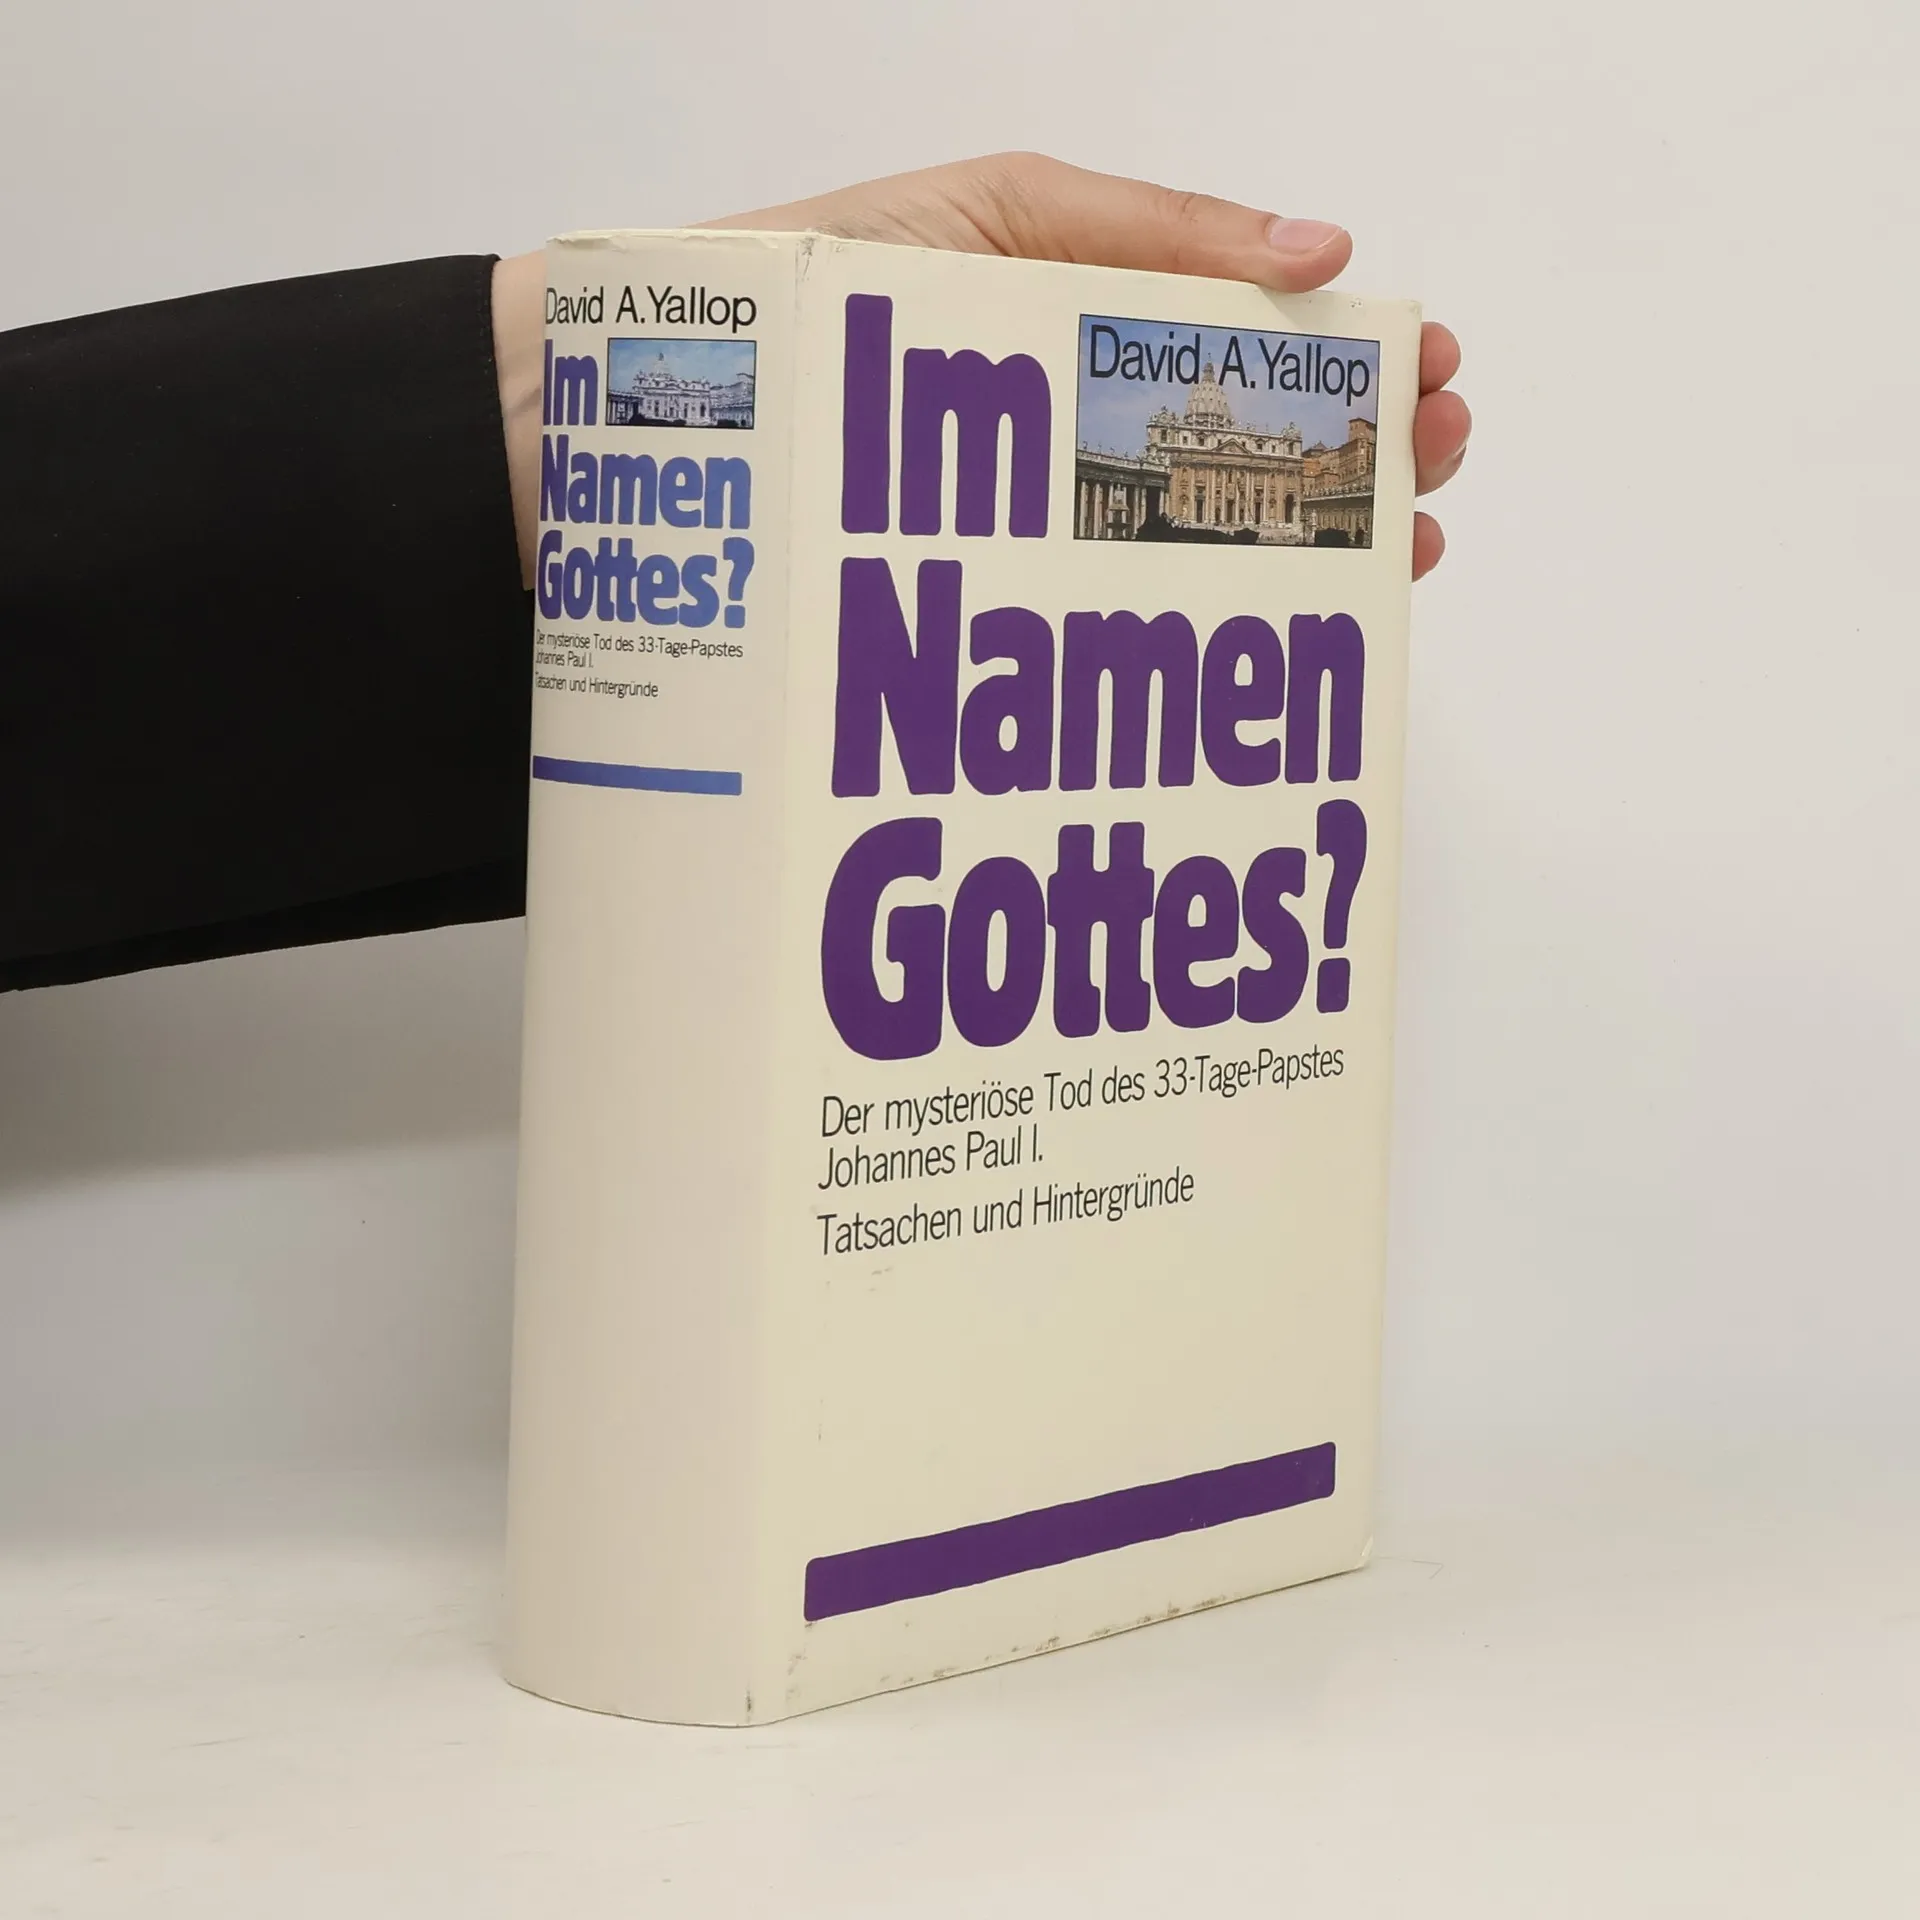 David A. Yallop
Im
Namen
Gottes?
Der mysteriöse Tod des 33-Tage-Papstes
Johannes Paul I.
Tatsachen und Hintergründe
David A. Yallop
Im
Namen
Gottes?
Der mysteriöse Tod des 33-Tage-Papstes
Johannes Paul I.
Tatsachen und Hintergründe